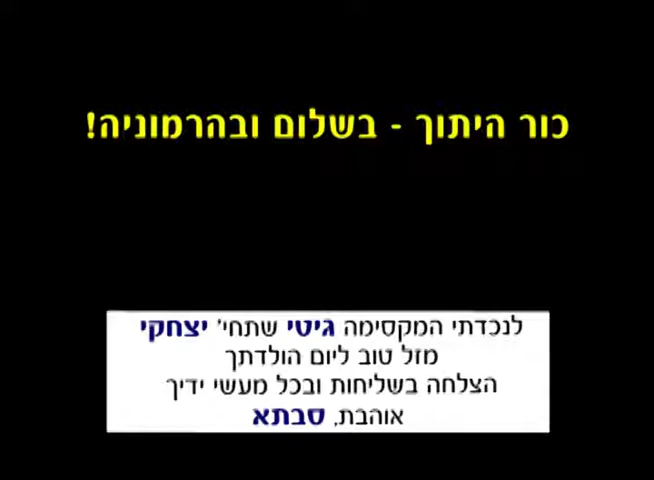 כור היתוך - בשלום ובהרמוניה!
לנכדתי המקסימה גיטי שתחי' יצחקי
מזל טוב ליום הולדתך
הצלחה בשליחות ובכל מעשי ידיך
אוהבת, סבתא